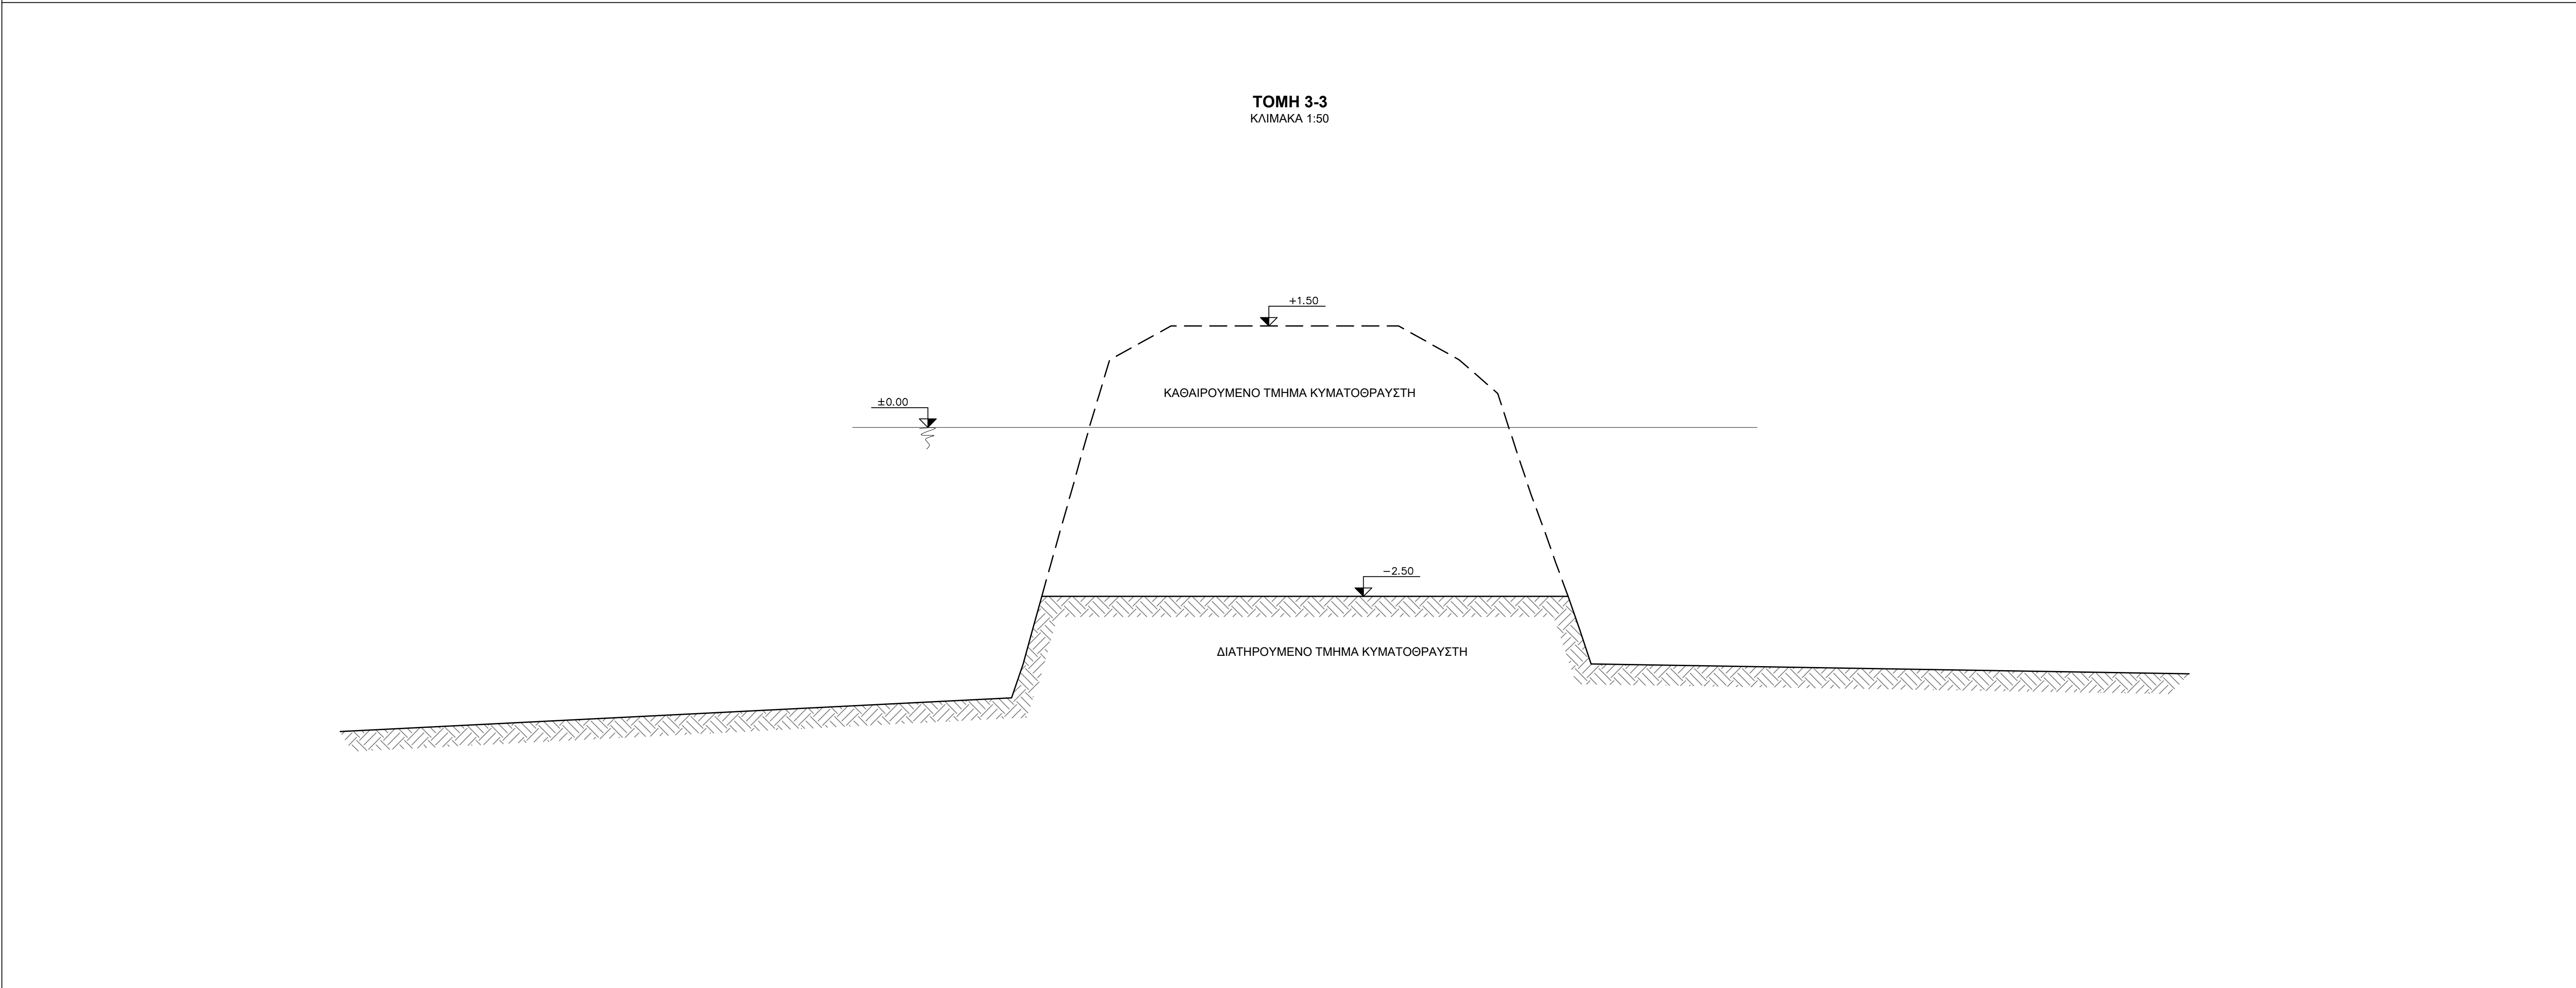 ΤΟΜΗ 3-3
ΚΛΙΜΑΚΑ 1:50
+1.50
ΚΑΘΑΙΡΟΥΜΕΝΟ ΤΜΗΜΑ ΚΥΜΑΤΟΘΡΑΥΣΤΗ
±0.00
−2.50
ΔΙΑΤΗΡΟΥΜΕΝΟ ΤΜΗΜΑ ΚΥΜΑΤΟΘΡΑΥΣΤΗ